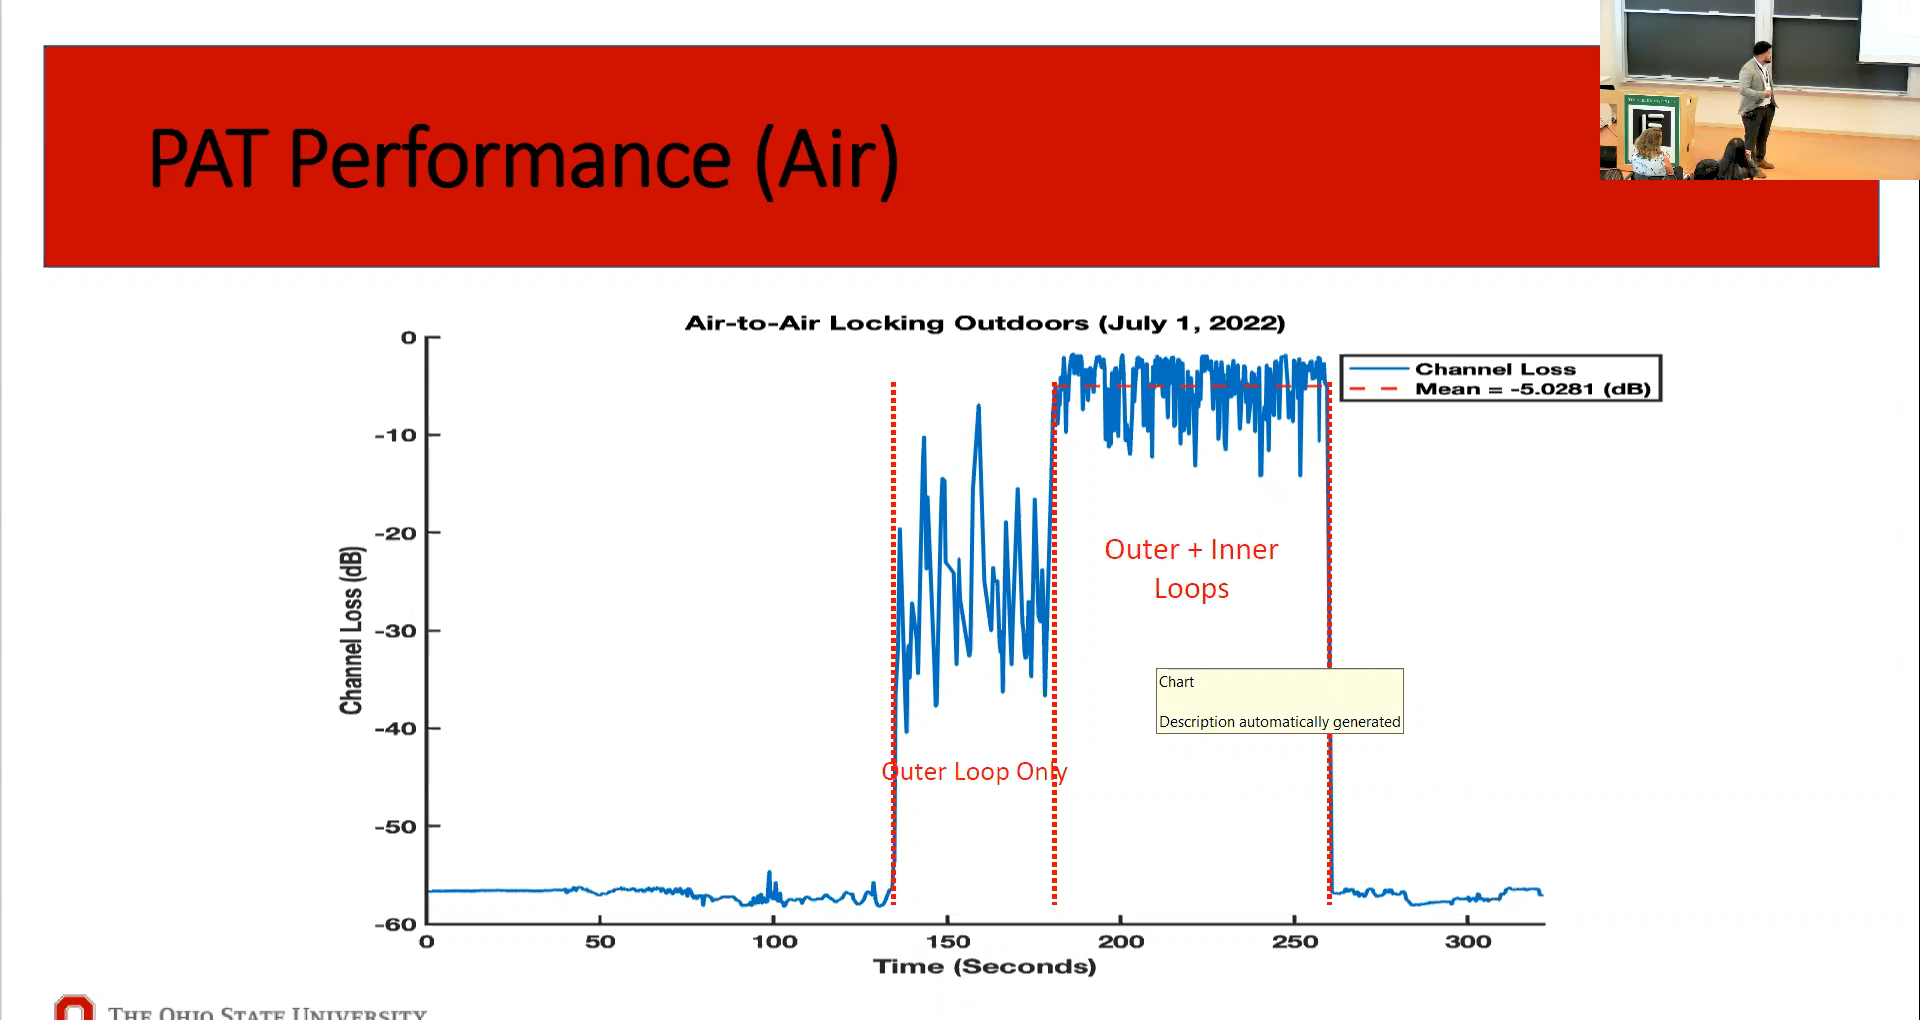 PAT Performance (Air)
Air-to-Air Locking Outdoors (July 1, 2022)
Channel Loss
Mean = -5.0281 (dB)
Channel Loss (dB)
0
-10
-20
-30
-40
-50
-60
Outer + Inner
Loops
Chart
Description automatically generated
Outer Loop Only
0
50
100
150
200
250
300
Time (Seconds)
THE OHIO STATE UNIVERSITY